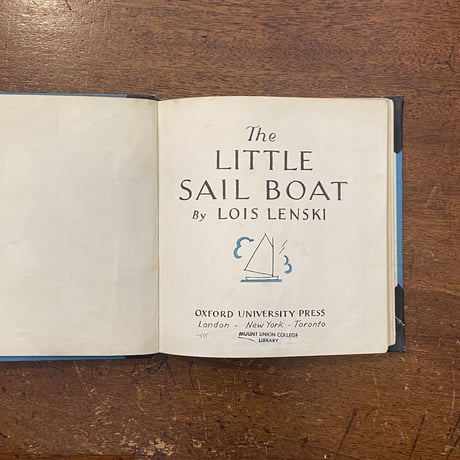 The
LITTLE
SAIL BOAT
By LOIS LENSKI
OXFORD UNIVERSITY PRESS
London - New York - Toronto
MOUNT UNION COLLEGE
LIBRARY